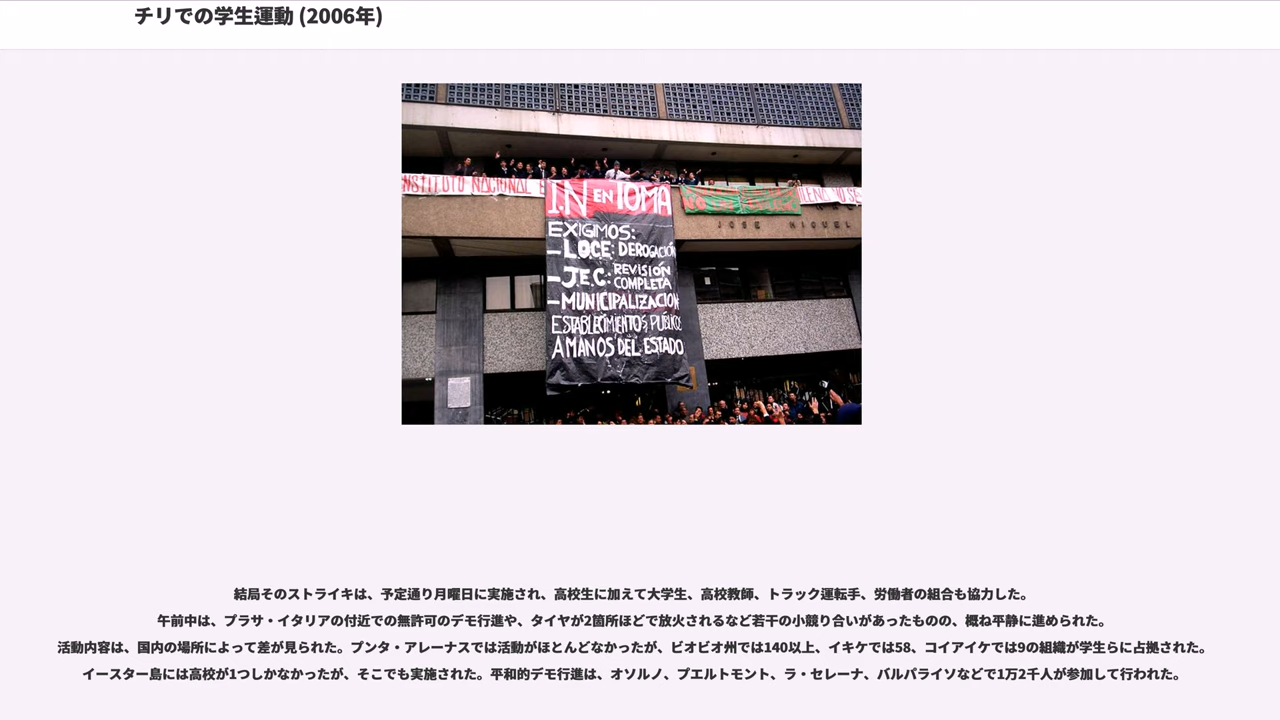 チリでの学生運動 (2006年)
INSTITUTO NACIONAL
I.N EN TOMA
JOSE MIGUEL
EXIGIMOS:
-LOCE: DEROGACIÓN
-J.E.C: REVISIÓN COMPLETA
-MUNICIPALIZACION
ESTABLECIMIENTOS PUBLICOS
A MANOS DEL ESTADO
結局そのストライキは、予定通り月曜日に実施され、高校生に加えて大学生、高校教師、トラック運転手、労働者の組合も協力した。
午前中は、プラサ・イタリアの付近での無許可のデモ行進や、タイヤが2箇所ほどで放火されるなど若干の小競り合いがあったものの、概ね平静に進められた。
活動内容は、国内の場所によって差が見られた。プンタ・アレーナスでは活動がほとんどなかったが、ビオビオ州では140以上、イキケでは58、コイアイケでは9の組織が学生らに占拠された。
イースター島には高校が1つしかなかったが、そこでも実施された。平和的デモ行進は、オソルノ、プエルトモント、ラ・セレーナ、バルパライソなどで1万2千人が参加して行われた。